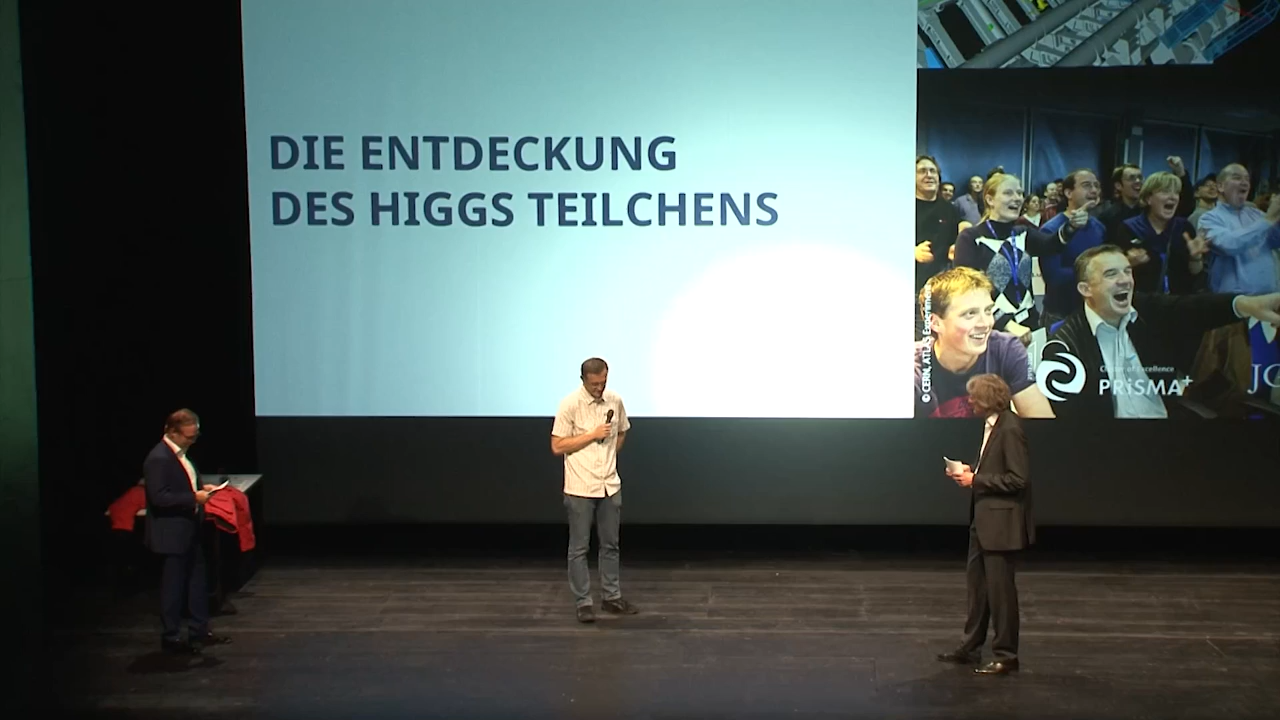 DIE ENTDECKUNG
DES HIGGS TEILCHENS
© CERN, ATLAS Experiment
Cluster of Excellence
PRiSMA+